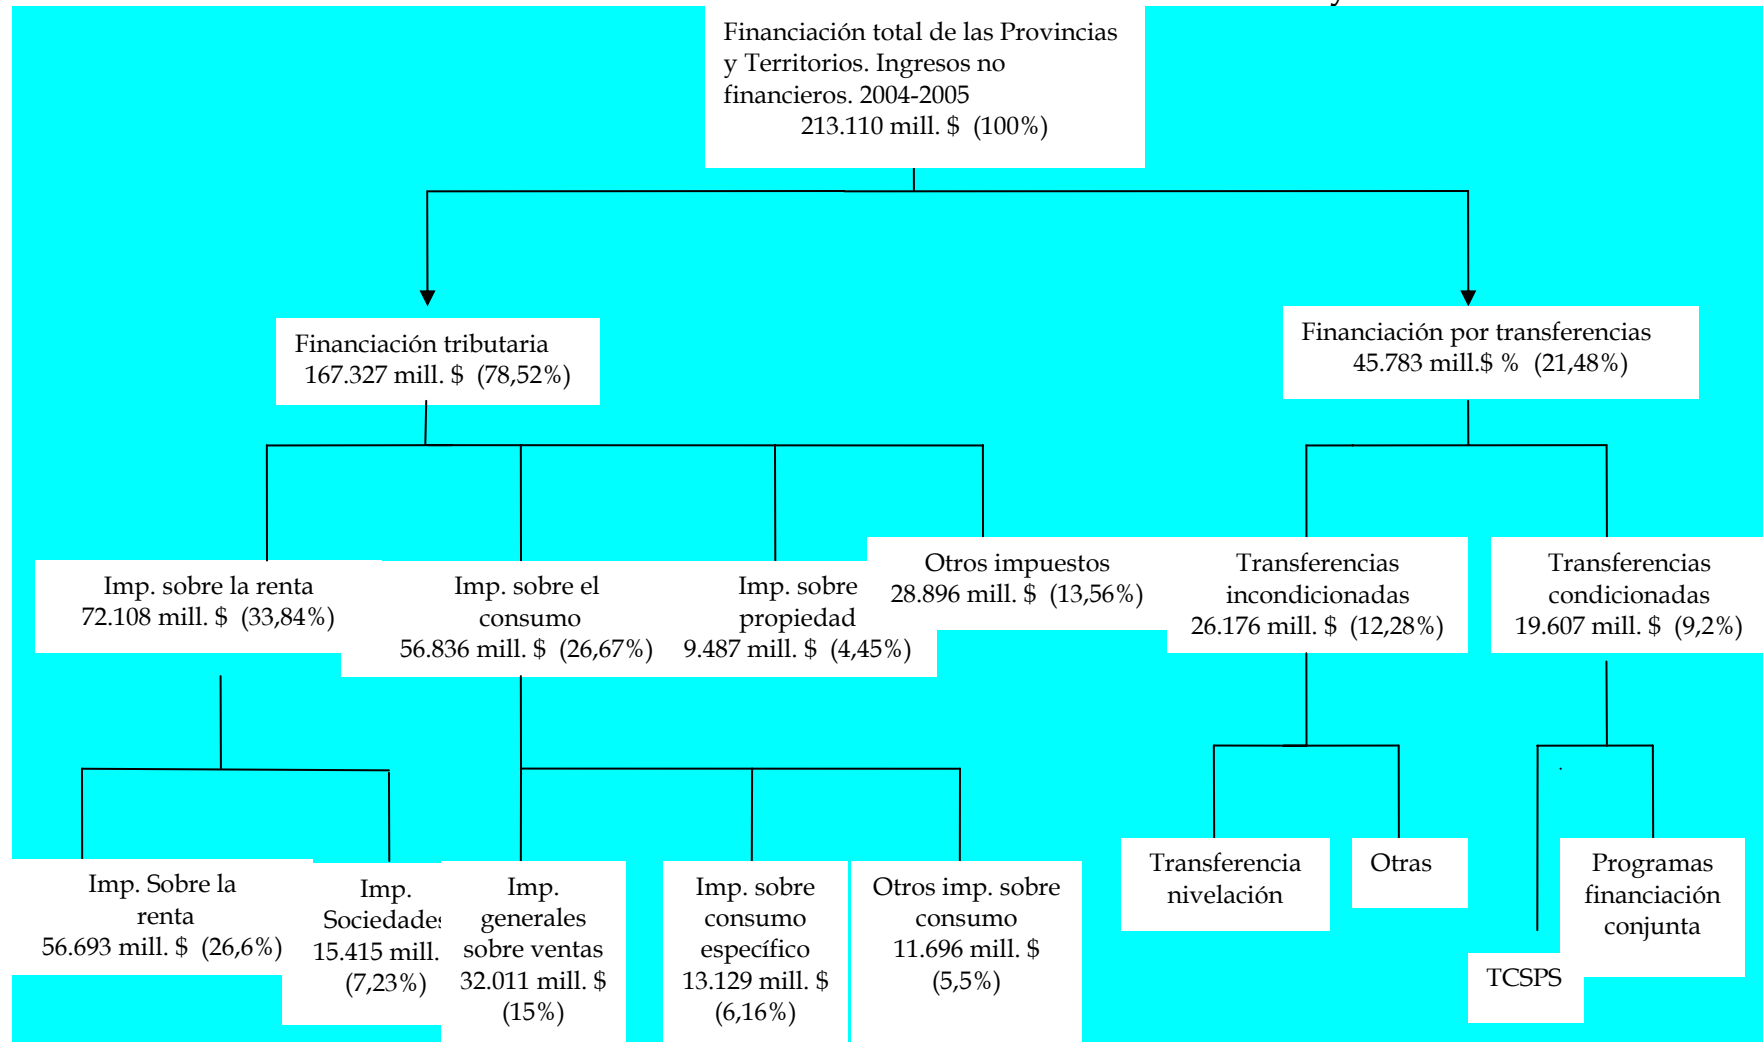 Financiación total de las Provincias
y Territorios. Ingresos no
financieros. 2004-2005
213.110 mill. $ (100%)
Financiación tributaria
167.327 mill. $ (78,52%)
Financiación por transferencias
45.783 mill.$ % (21,48%)
Imp. sobre la renta
72.108 mill. $ (33,84%)
Imp. sobre el
consumo
56.836 mill. $ (26,67%)
Imp. sobre
propiedad
9.487 mill. $ (4,45%)
Otros impuestos
28.896 mill. $ (13,56%)
Transferencias
incondicionadas
26.176 mill. $ (12,28%)
Transferencias
condicionadas
19.607 mill. $ (9,2%)
Imp. Sobre la
renta
56.693 mill. $ (26,6%)
Imp.
Sociedades
15.415 mill.
(7,23%)
Imp.
generales
sobre ventas
32.011 mill. $
(15%)
Imp. sobre
consumo
específico
13.129 mill. $
(6,16%)
Otros imp. sobre
consumo
11.696 mill. $
(5,5%)
Transferencia
nivelación
Otras
TCSPS
Programas
financiación
conjunta